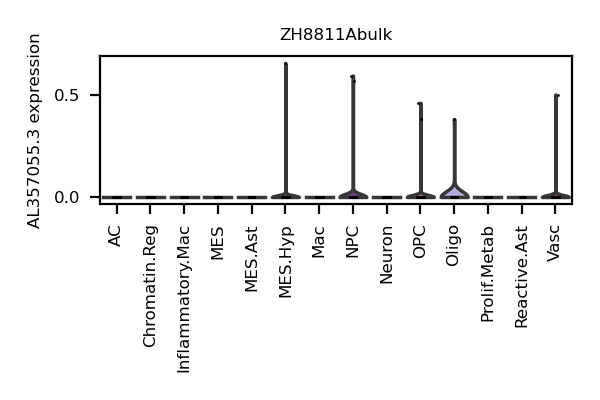 ZH8811Abulk
AL357055.3 expression
0.5
0.0
AC
Chromatin.Reg
Inflammatory.Mac
MES
MES.Ast
MES.Hyp
Mac
NPC
Neuron
OPC
Oligo
Prolif.Metab
Reactive.Ast
Vasc